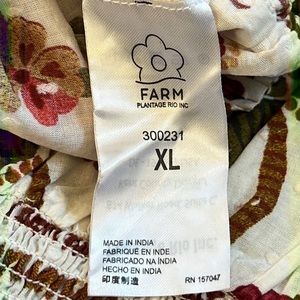 FARM
PLANTAGE RIO INC
300231
XL
MADE IN INDIA
FABRIQUÉ EN INDE
FABRICADO NA ÍNDIA
HECHO EN INDIA
印度制造
RN 157047